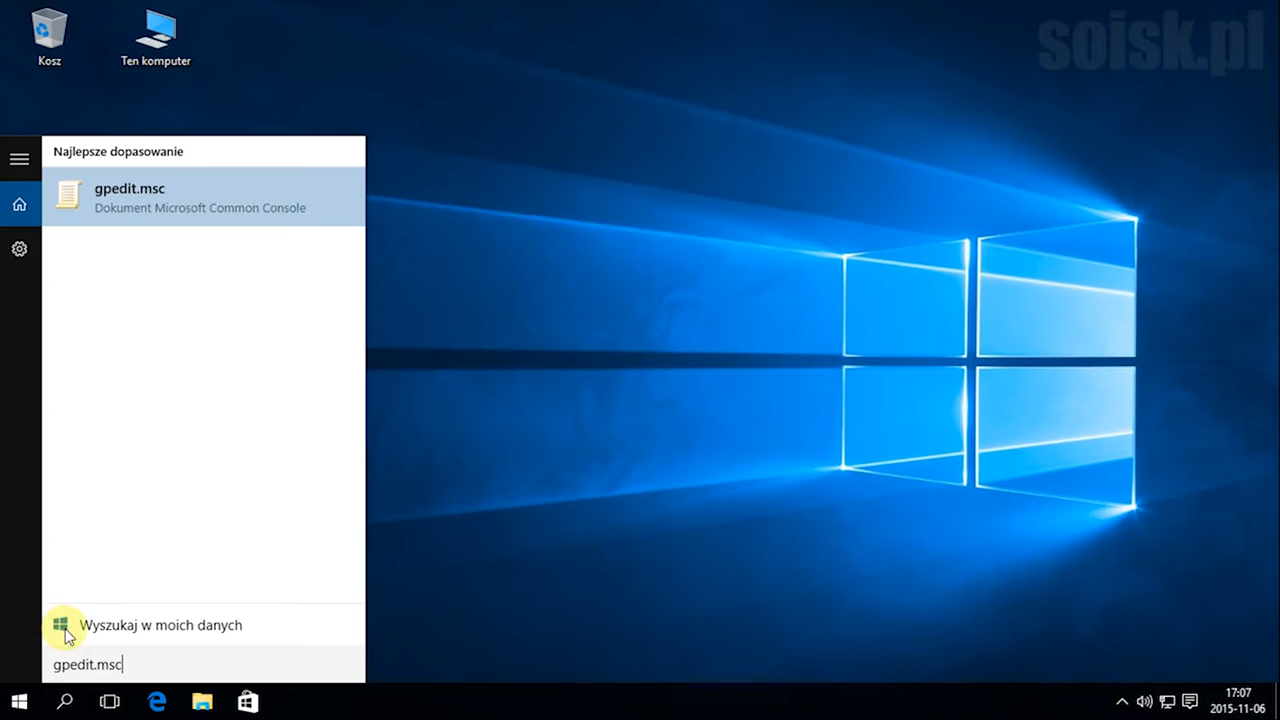 soisk.pl
Kosz
Ten komputer
Najlepsze dopasowanie
gpedit.msc
Dokument Microsoft Common Console
Wyszukaj w moich danych
gpedit.msc
17:07
2015-11-06